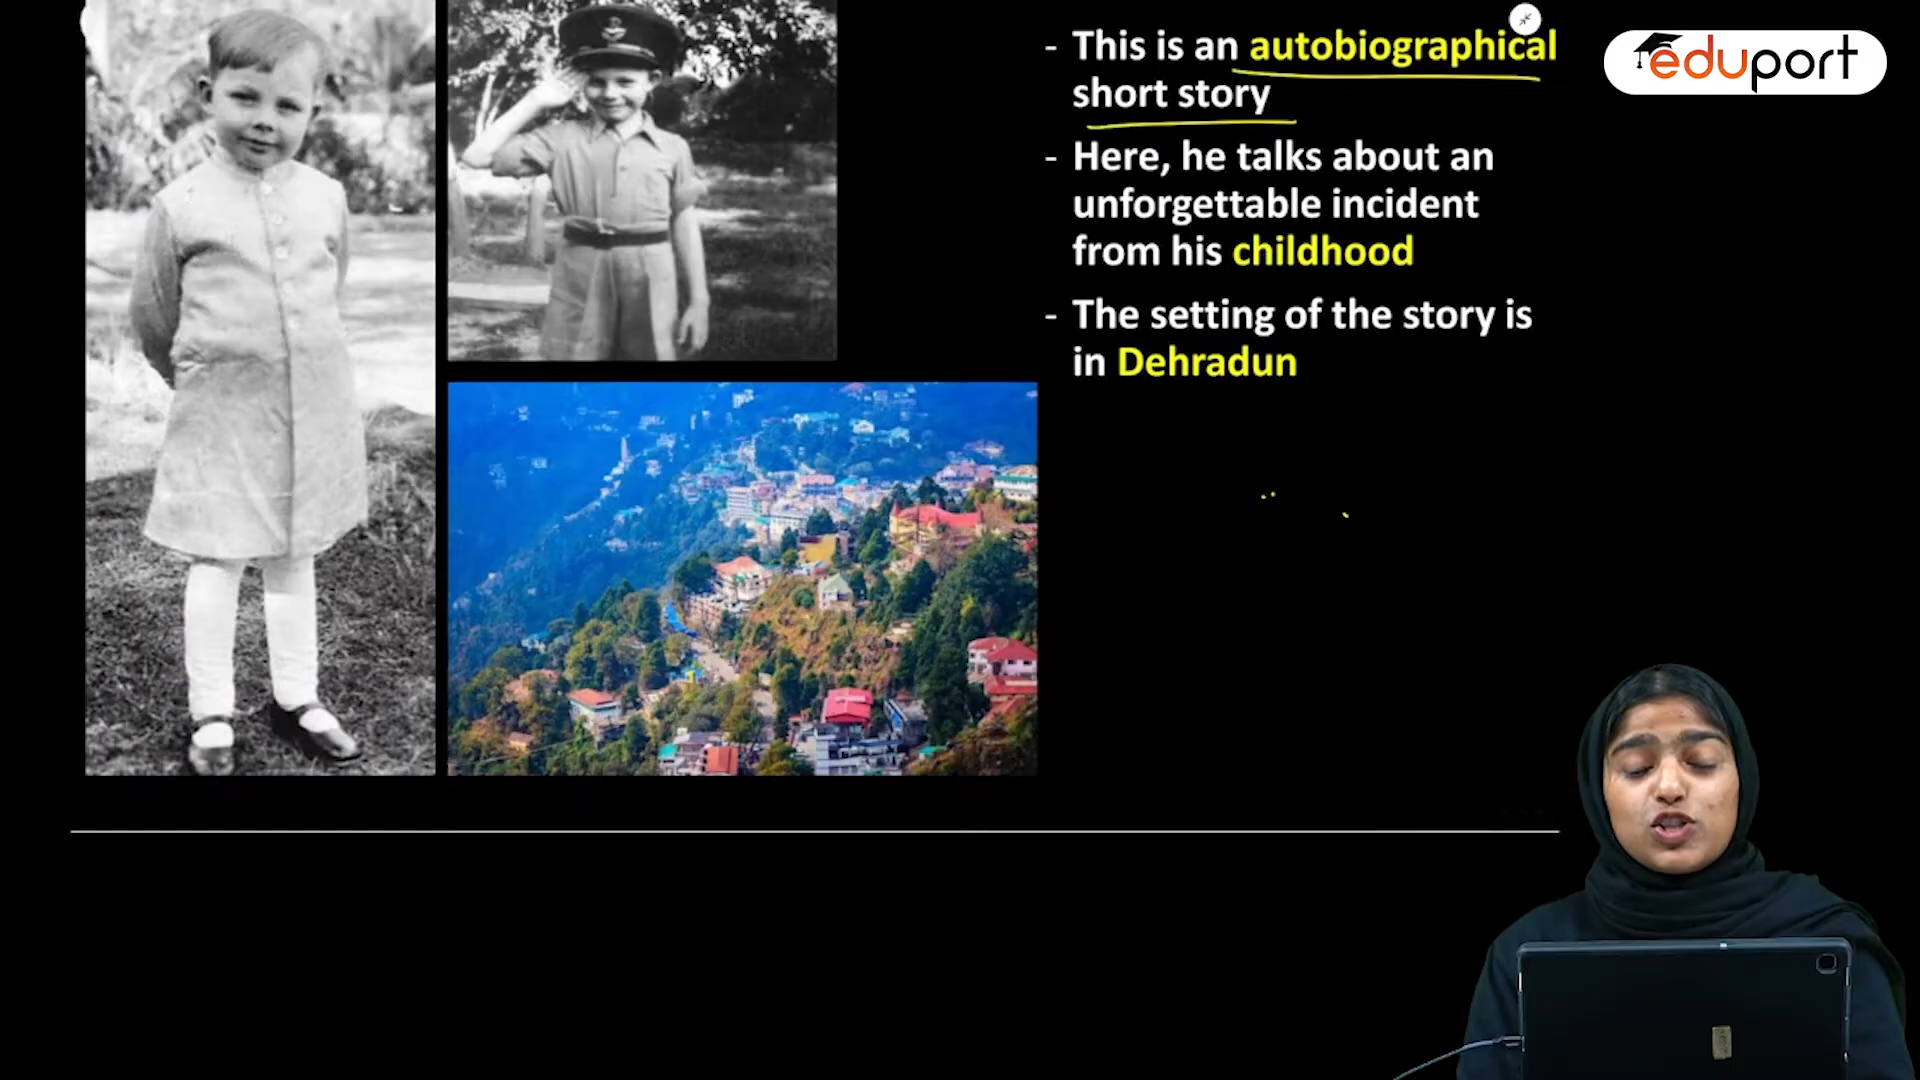 - This is an autobiographical
short story
- Here, he talks about an
unforgettable incident
from his childhood
- The setting of the story is
in Dehradun
eduport